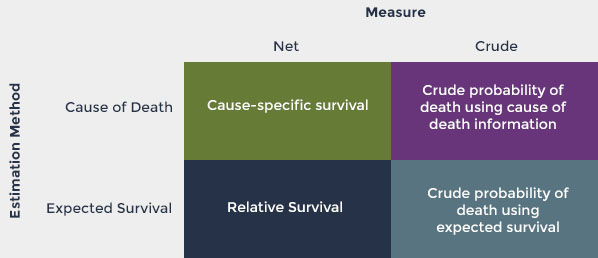 Measure
Net
Crude
Estimation Method
Cause of Death
Cause-specific survival
Crude probability of
death using cause of
death information
Expected Survival
Relative Survival
Crude probability of
death using
expected survival